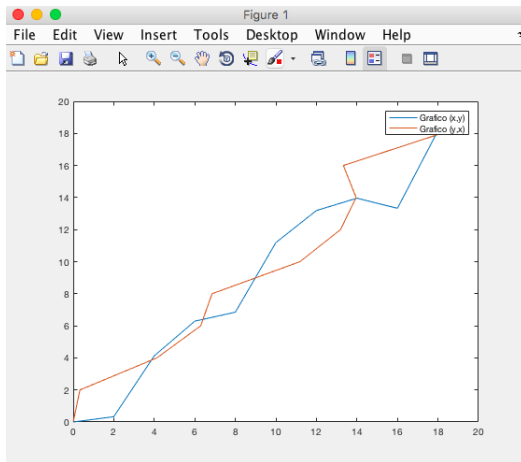 Figure 1
File Edit View Insert Tools Desktop Window Help
20
18
16
14
12
10
8
6
4
2
0
0 2 4 6 8 10 12 14 16 18 20
Grafico (x,y)
Grafico (y,x)